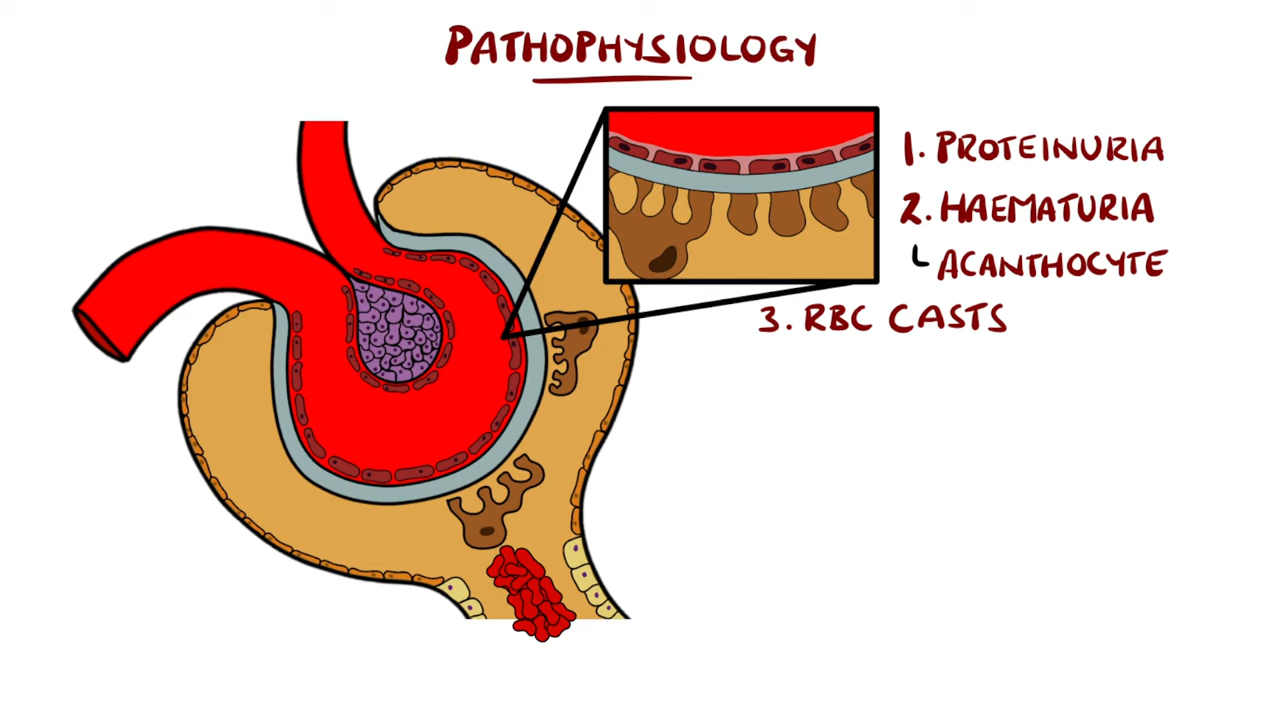 PATHOPHYSIOLOGY
1. PROTEINURIA
2. HAEMATURIA
ACANTHOCYTE
3. RBC CASTS